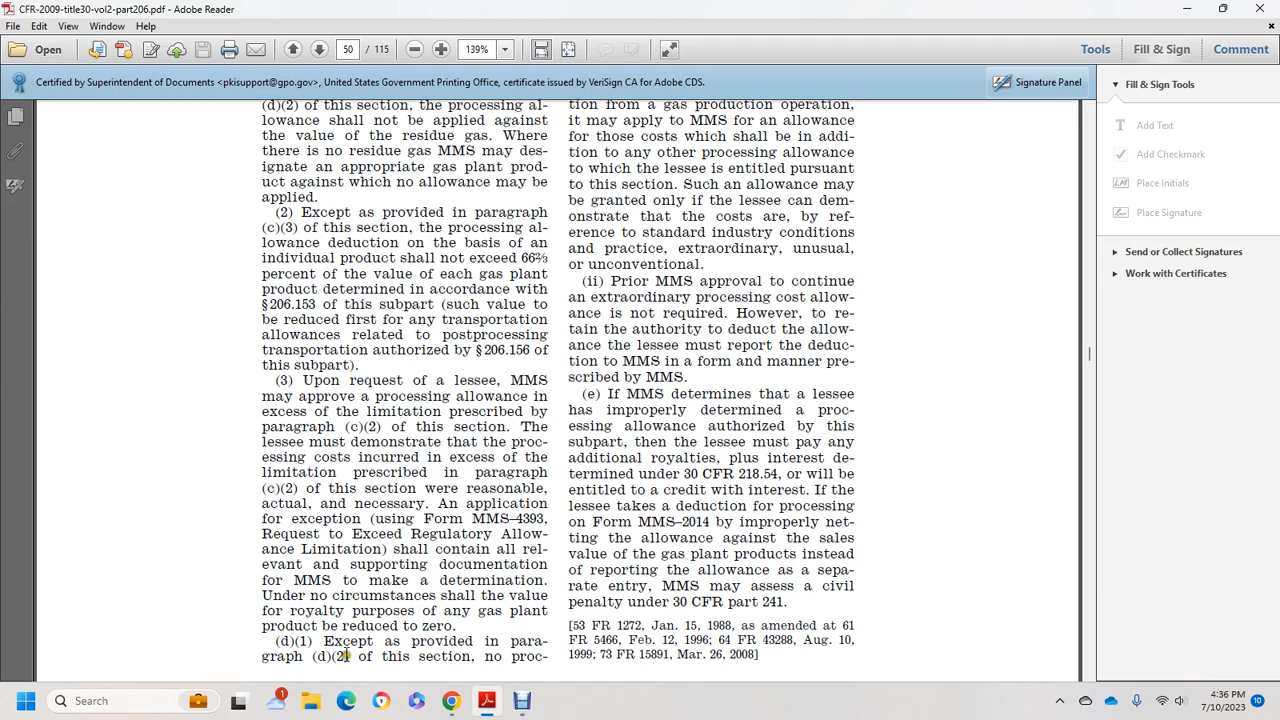 CFR-2009-title30-vol2-part206.pdf - Adobe Reader
File Edit View Window Help
Open 50 / 115 139% Tools Fill & Sign Comment
Certified by Superintendent of Documents <pkisupport@gpo.gov>, United States Government Printing Office, certificate issued by VeriSign CA for Adobe CDS.
Signature Panel
(d)(2) of this section, the processing al-
lowance shall not be applied against
the value of the residue gas. Where
there is no residue gas MMS may des-
ignate an appropriate gas plant prod-
uct against which no allowance may be
applied.
(2) Except as provided in paragraph
(c)(3) of this section, the processing al-
lowance deduction on the basis of an
individual product shall not exceed 66⅔
percent of the value of each gas plant
product determined in accordance with
§ 206.153 of this subpart (such value to
be reduced first for any transportation
allowances related to postprocessing
transportation authorized by § 206.156 of
this subpart).
(3) Upon request of a lessee, MMS
may approve a processing allowance in
excess of the limitation prescribed by
paragraph (c)(2) of this section. The
lessee must demonstrate that the proc-
essing costs incurred in excess of the
limitation prescribed in paragraph
(c)(2) of this section were reasonable,
actual, and necessary. An application
for exception (using Form MMS–4393,
Request to Exceed Regulatory Allow-
ance Limitation) shall contain all rel-
evant and supporting documentation
for MMS to make a determination.
Under no circumstances shall the value
for royalty purposes of any gas plant
product be reduced to zero.
(d)(1) Except as provided in para-
graph (d)(2) of this section, no proc-
tion from a gas production operation,
it may apply to MMS for an allowance
for those costs which shall be in addi-
tion to any other processing allowance
to which the lessee is entitled pursuant
to this section. Such an allowance may
be granted only if the lessee can dem-
onstrate that the costs are, by ref-
erence to standard industry conditions
and practice, extraordinary, unusual,
or unconventional.
(ii) Prior MMS approval to continue
an extraordinary processing cost allow-
ance is not required. However, to re-
tain the authority to deduct the allow-
ance the lessee must report the deduc-
tion to MMS in a form and manner pre-
scribed by MMS.
(e) If MMS determines that a lessee
has improperly determined a proc-
essing allowance authorized by this
subpart, then the lessee must pay any
additional royalties, plus interest de-
termined under 30 CFR 218.54, or will be
entitled to a credit with interest. If the
lessee takes a deduction for processing
on Form MMS–2014 by improperly net-
ting the allowance against the sales
value of the gas plant products instead
of reporting the allowance as a sepa-
rate entry, MMS may assess a civil
penalty under 30 CFR part 241.
[53 FR 1272, Jan. 15, 1988, as amended at 61
FR 5466, Feb. 12, 1996; 64 FR 43288, Aug. 10,
1999; 73 FR 15891, Mar. 26, 2008]
Fill & Sign Tools
T Add Text
Add Checkmark
LM Place Initials
Place Signature
Send or Collect Signatures
Work with Certificates
Search
1
4:36 PM
7/10/2023
10